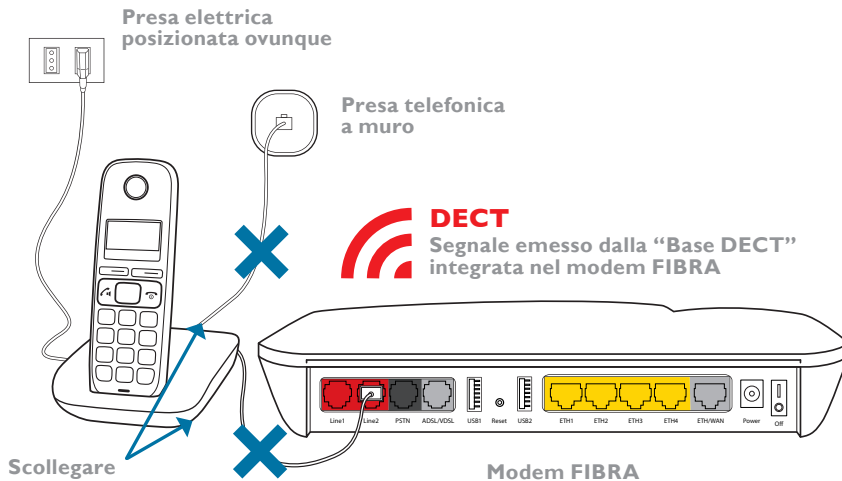 Presa elettrica
posizionata ovunque
Presa telefonica
a muro
DECT
Segnale emesso dalla “Base DECT”
integrata nel modem FIBRA
Line1 Line2 PSTN ADSL/VDSL USB1 Reset USB2 ETH1 ETH2 ETH3 ETH4 ETH/WAN Power Off
Scollegare
Modem FIBRA